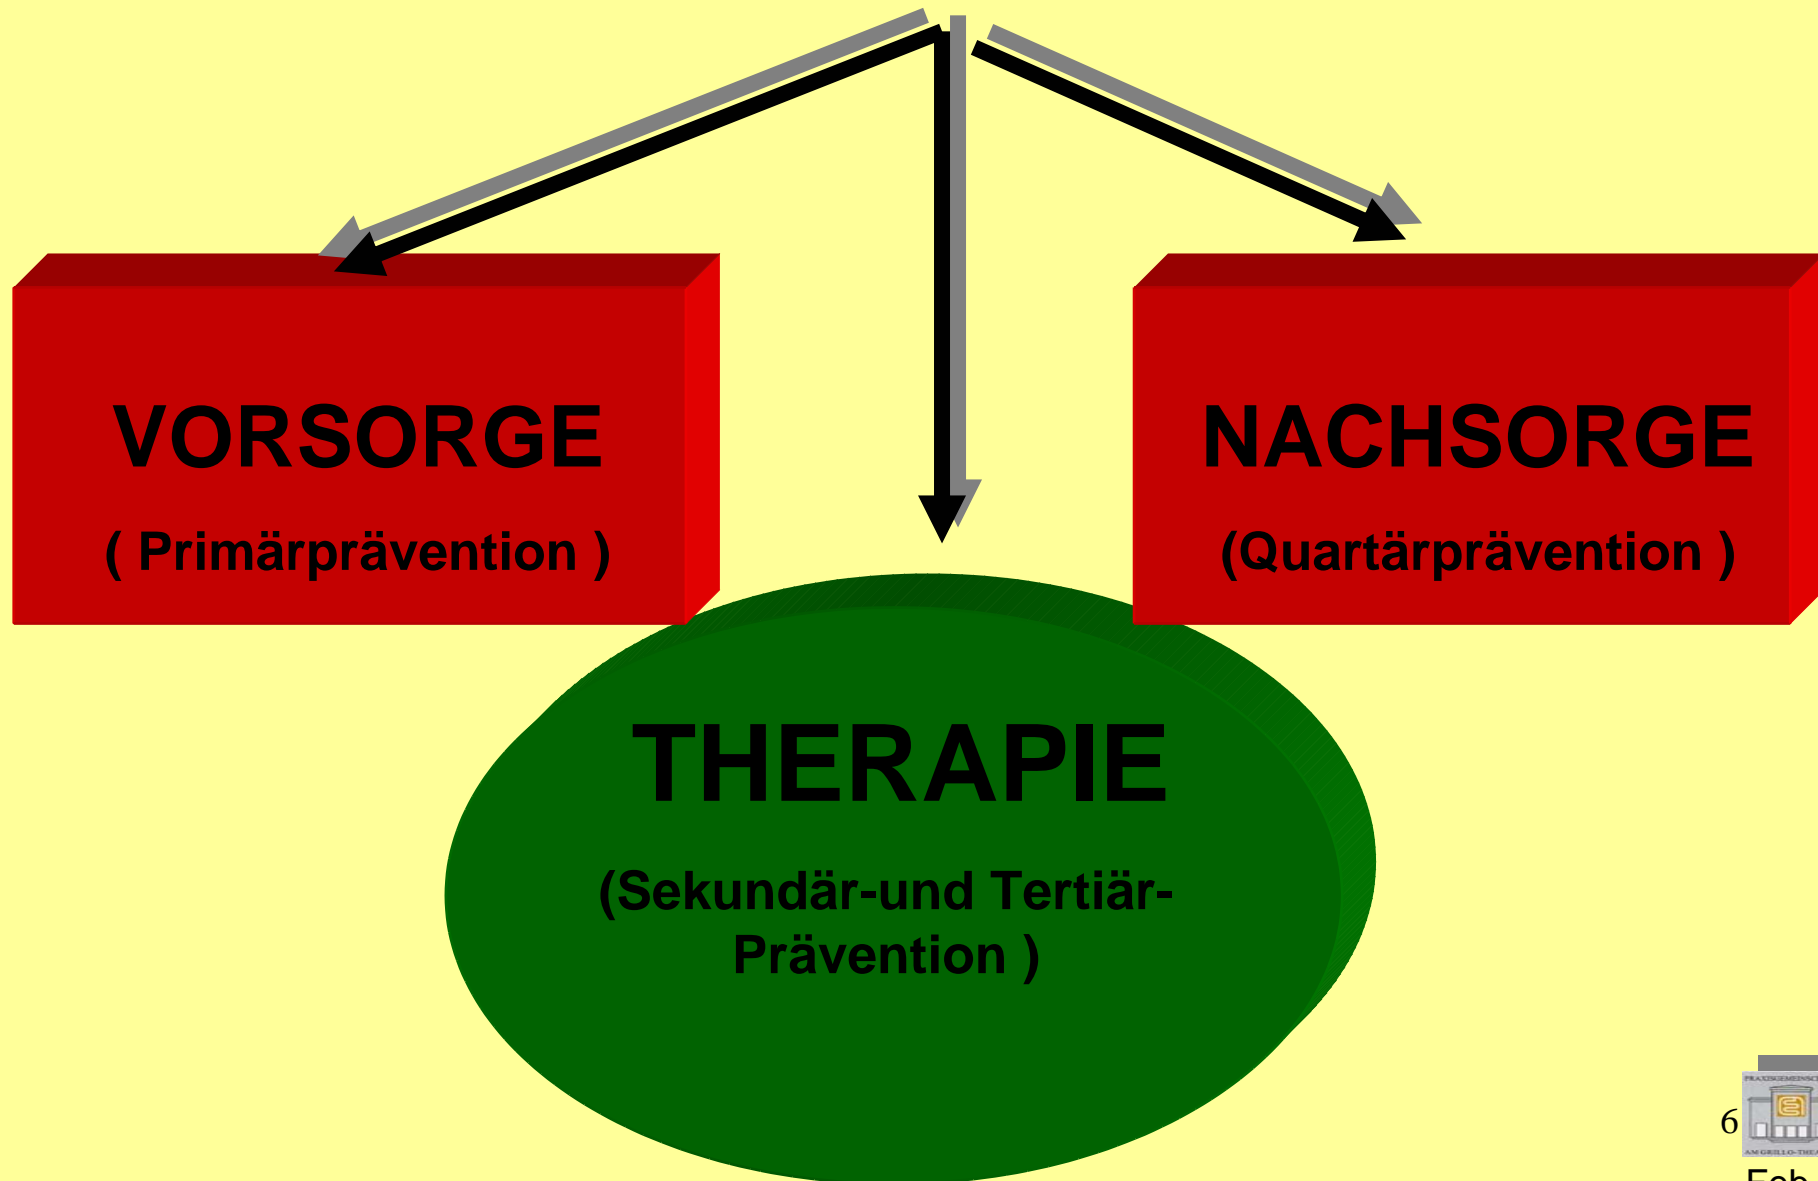 VORSORGE
( Primärprävention )
NACHSORGE
(Quartärprävention )
THERAPIE
(Sekundär-und Tertiär-
Prävention )
6